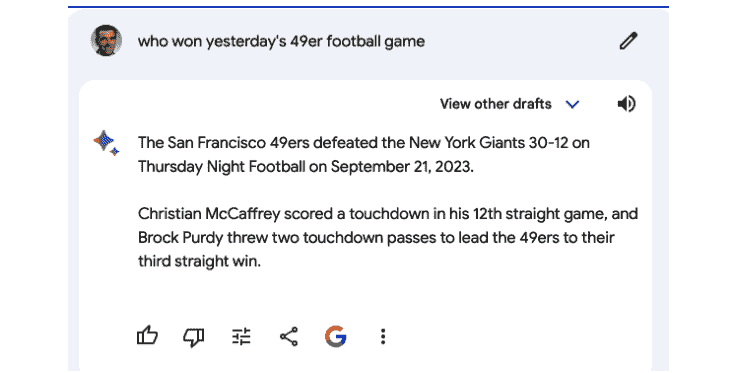 who won yesterday's 49er football game
View other drafts
The San Francisco 49ers defeated the New York Giants 30-12 on
Thursday Night Football on September 21, 2023.
Christian McCaffrey scored a touchdown in his 12th straight game, and
Brock Purdy threw two touchdown passes to lead the 49ers to their
third straight win.